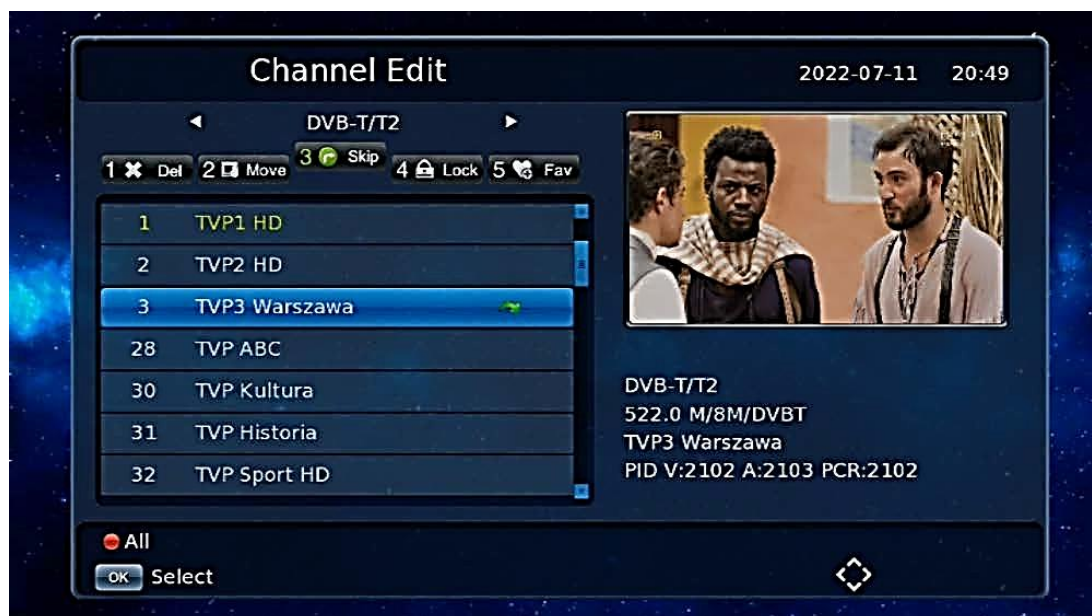 Channel Edit
2022-07-11 20:49
DVB-T/T2
1 Del 2 Move 3 Skip 4 Lock 5 Fav
1 TVP1 HD
2 TVP2 HD
3 TVP3 Warszawa
28 TVP ABC
30 TVP Kultura
31 TVP Historia
32 TVP Sport HD
DVB-T/T2
522.0 M/8M/DVBT
TVP3 Warszawa
PID V:2102 A:2103 PCR:2102
All
OK Select